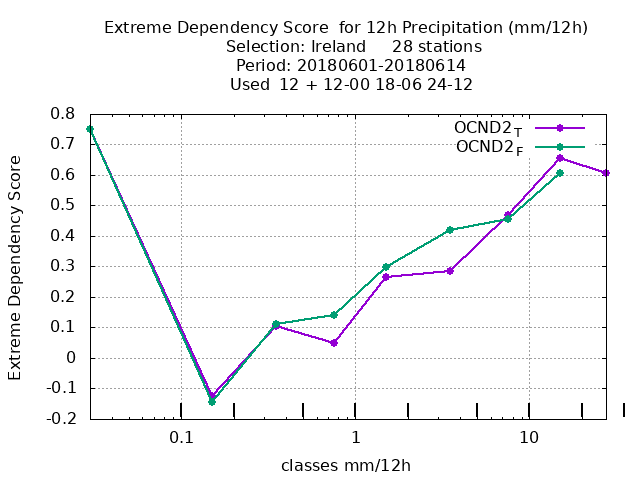 Extreme Dependency Score  for 12h Precipitation (mm/12h)
Selection: Ireland     28 stations
Period: 20180601-20180614
Used  12 + 12-00 18-06 24-12
OCND2T
OCND2F
Extreme Dependency Score
0.8
0.7
0.6
0.5
0.4
0.3
0.2
0.1
0
-0.1
-0.2
0.1 1 10
classes mm/12h